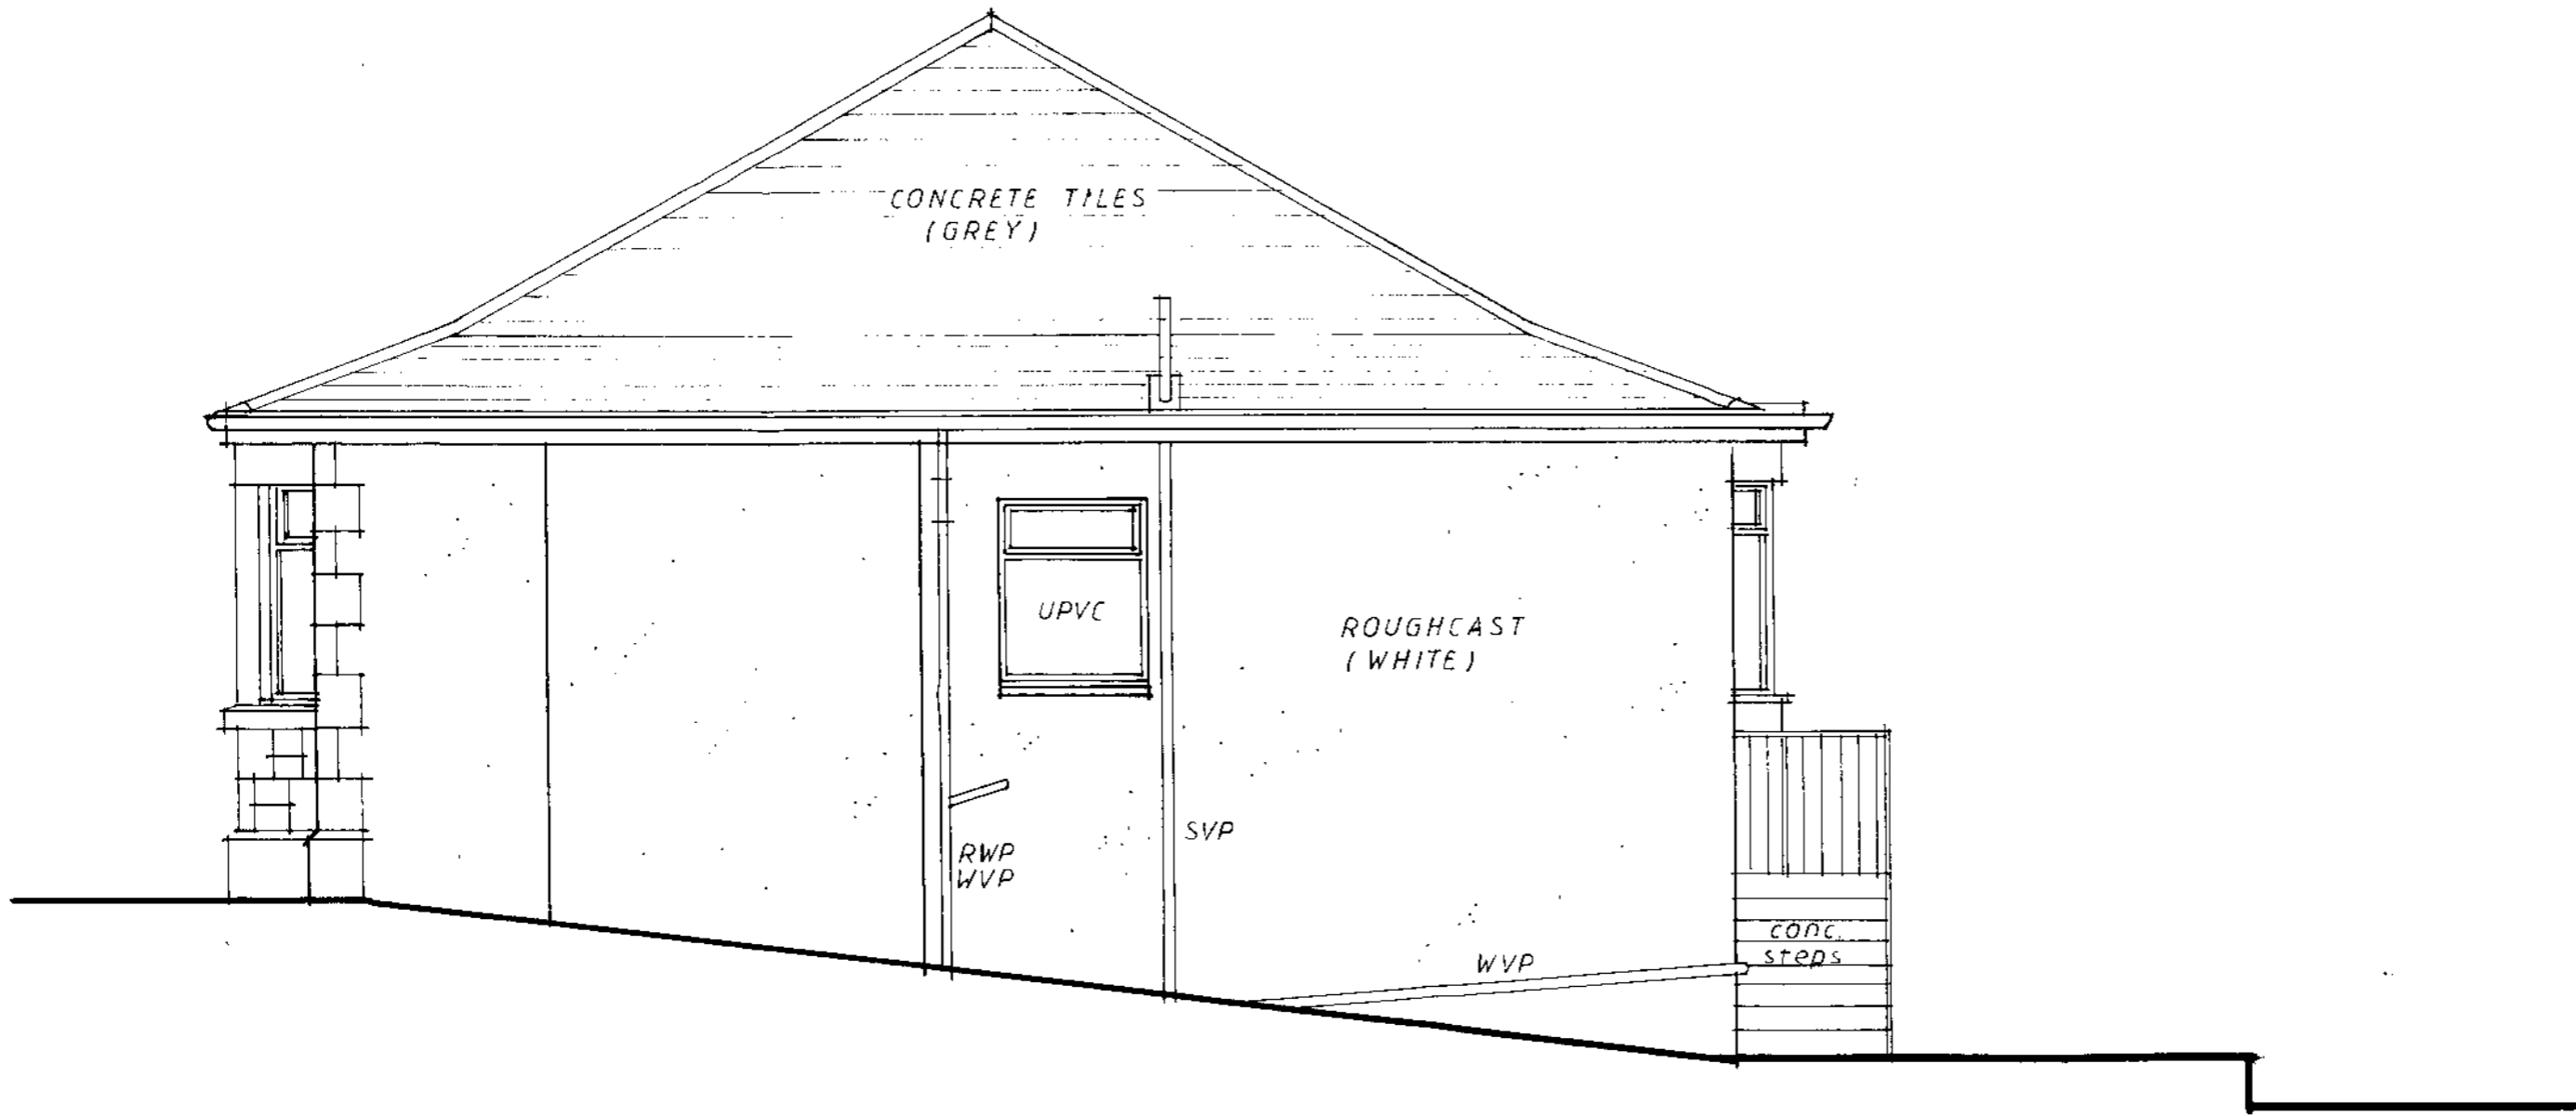 CONCRETE TILES
(GREY)
UPVC
ROUGHCAST
(WHITE)
SVP
RWP
WVP
conc.
steps
WVP